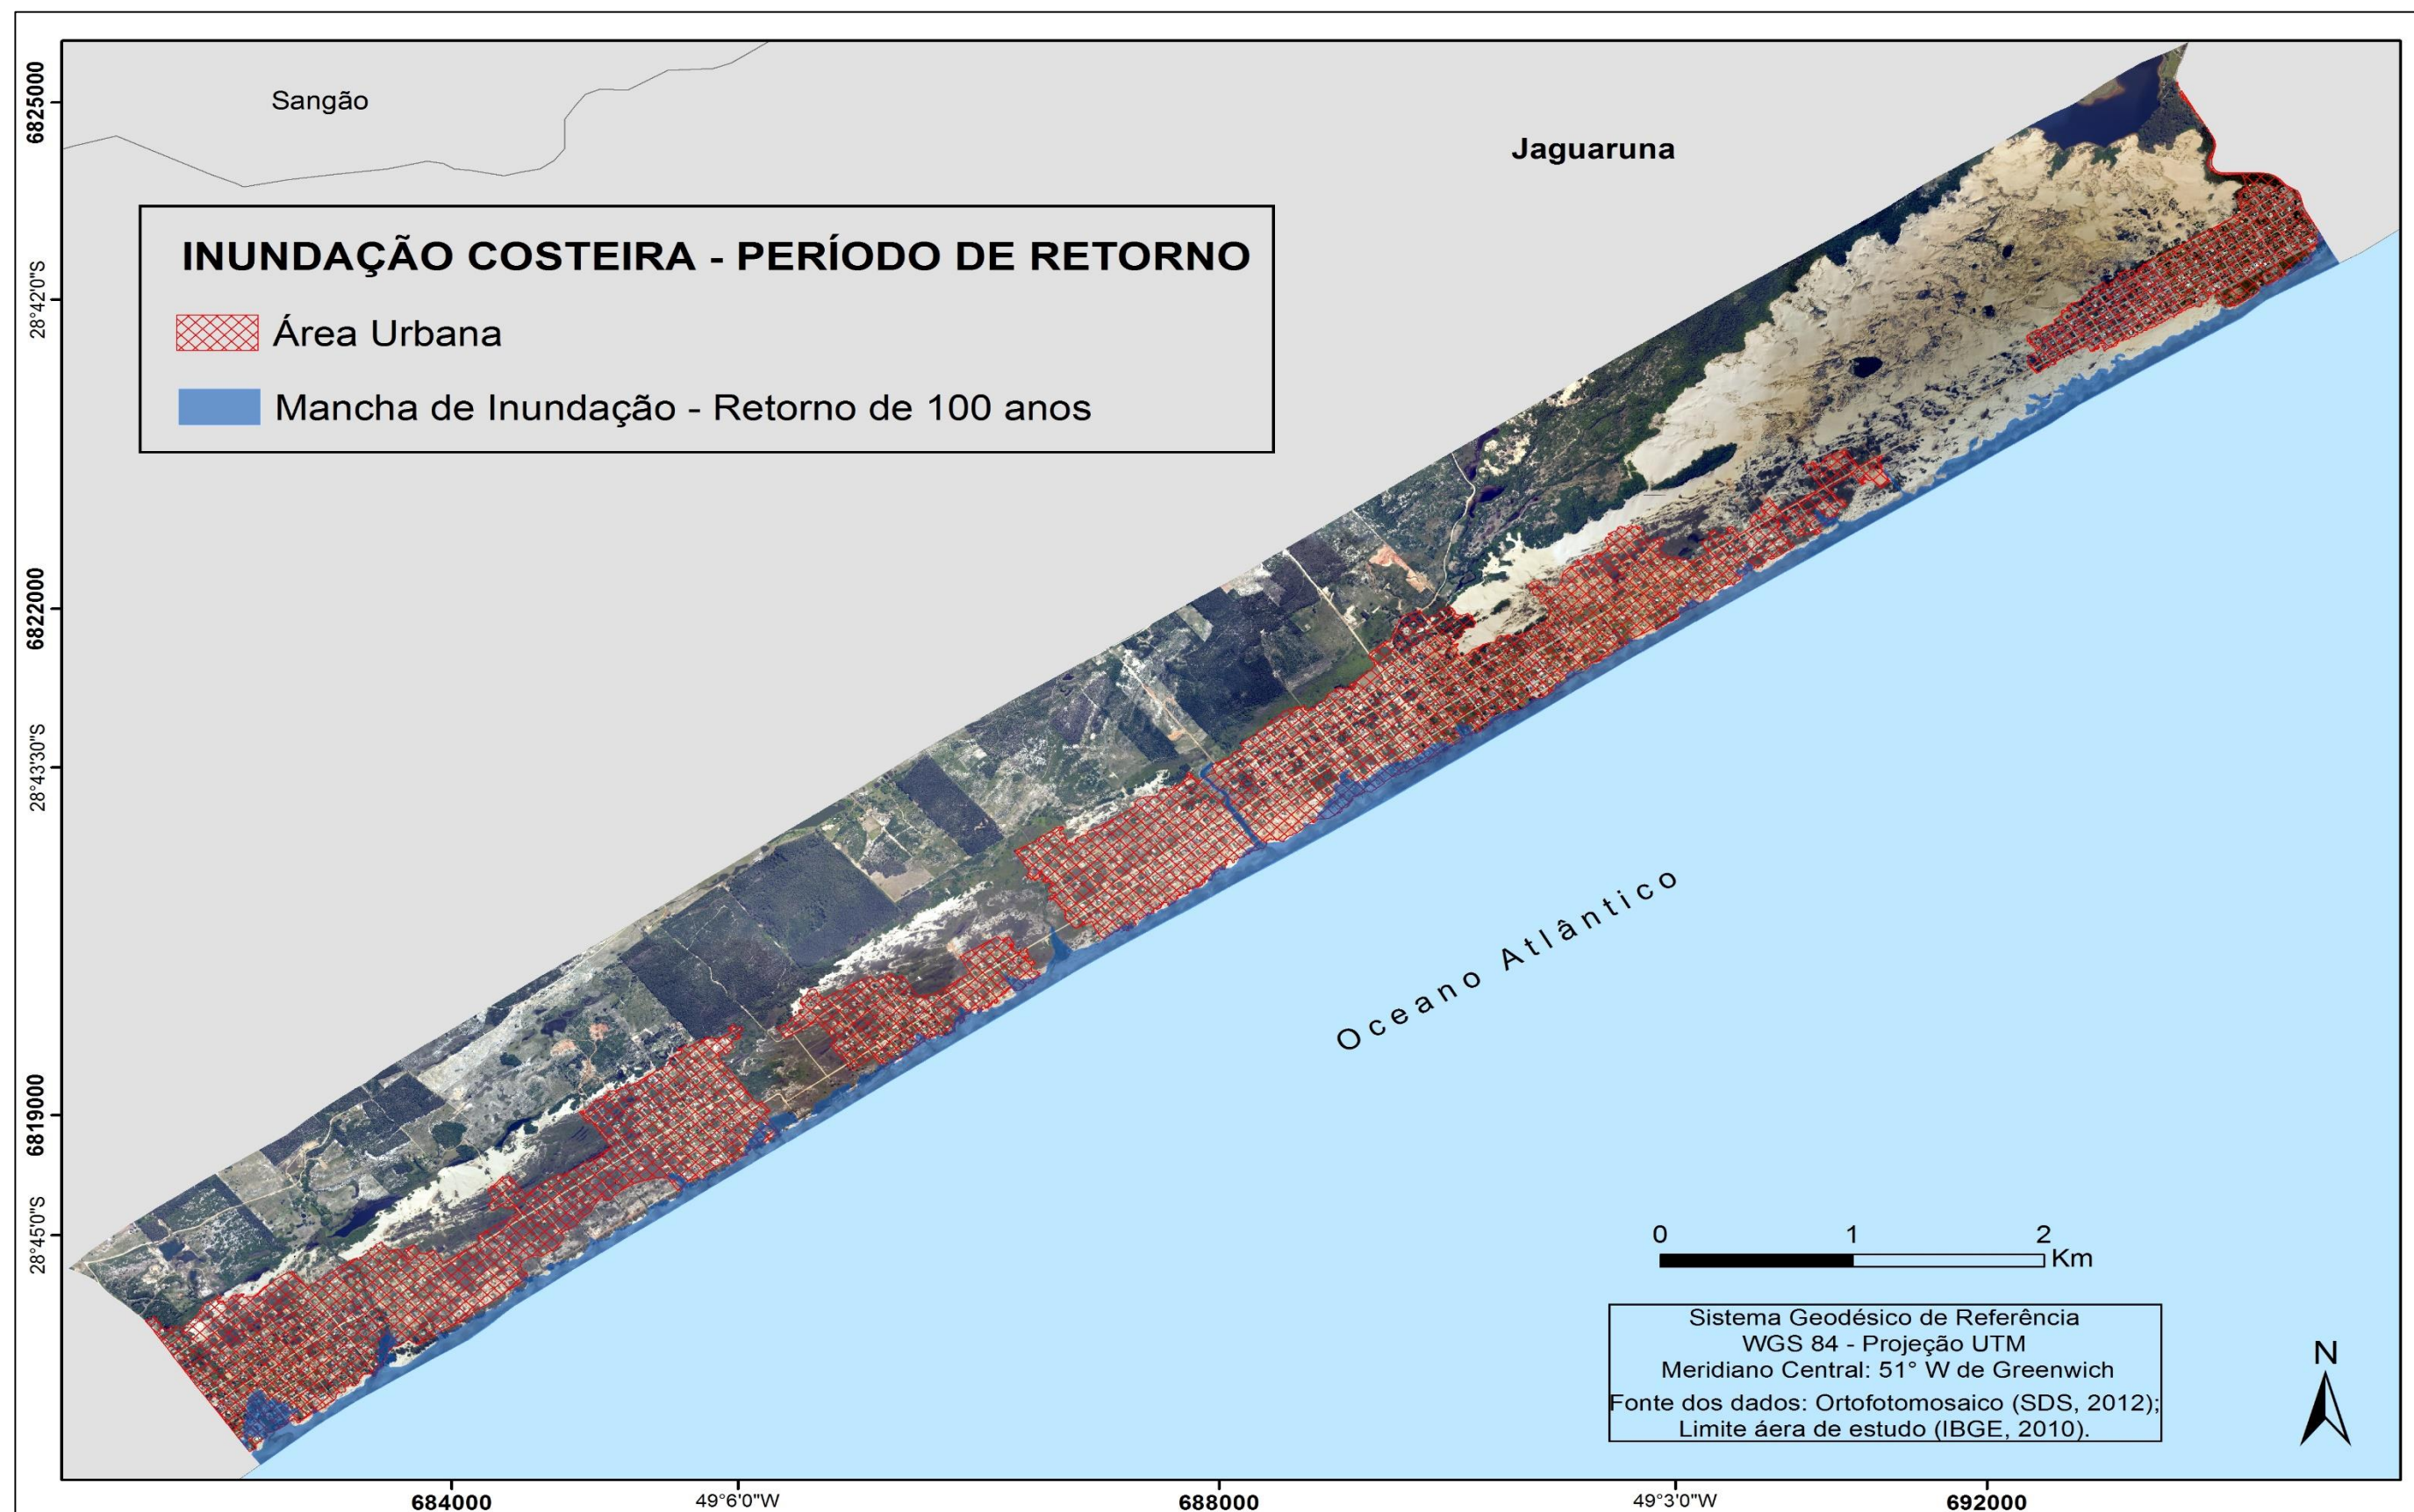 Sangão
Jaguaruna
INUNDAÇÃO COSTEIRA - PERÍODO DE RETORNO
Área Urbana
Mancha de Inundação - Retorno de 100 anos
Oceano Atlântico
0 1 2
Km
Sistema Geodésico de Referência
WGS 84 - Projeção UTM
Meridiano Central: 51° W de Greenwich
Fonte dos dados: Ortofotomosaico (SDS, 2012);
Limite áera de estudo (IBGE, 2010).
N
6825000
28°42'0"S
6822000
28°43'30"S
6819000
28°45'0"S
684000
49°6'0"W
688000
49°3'0"W
692000